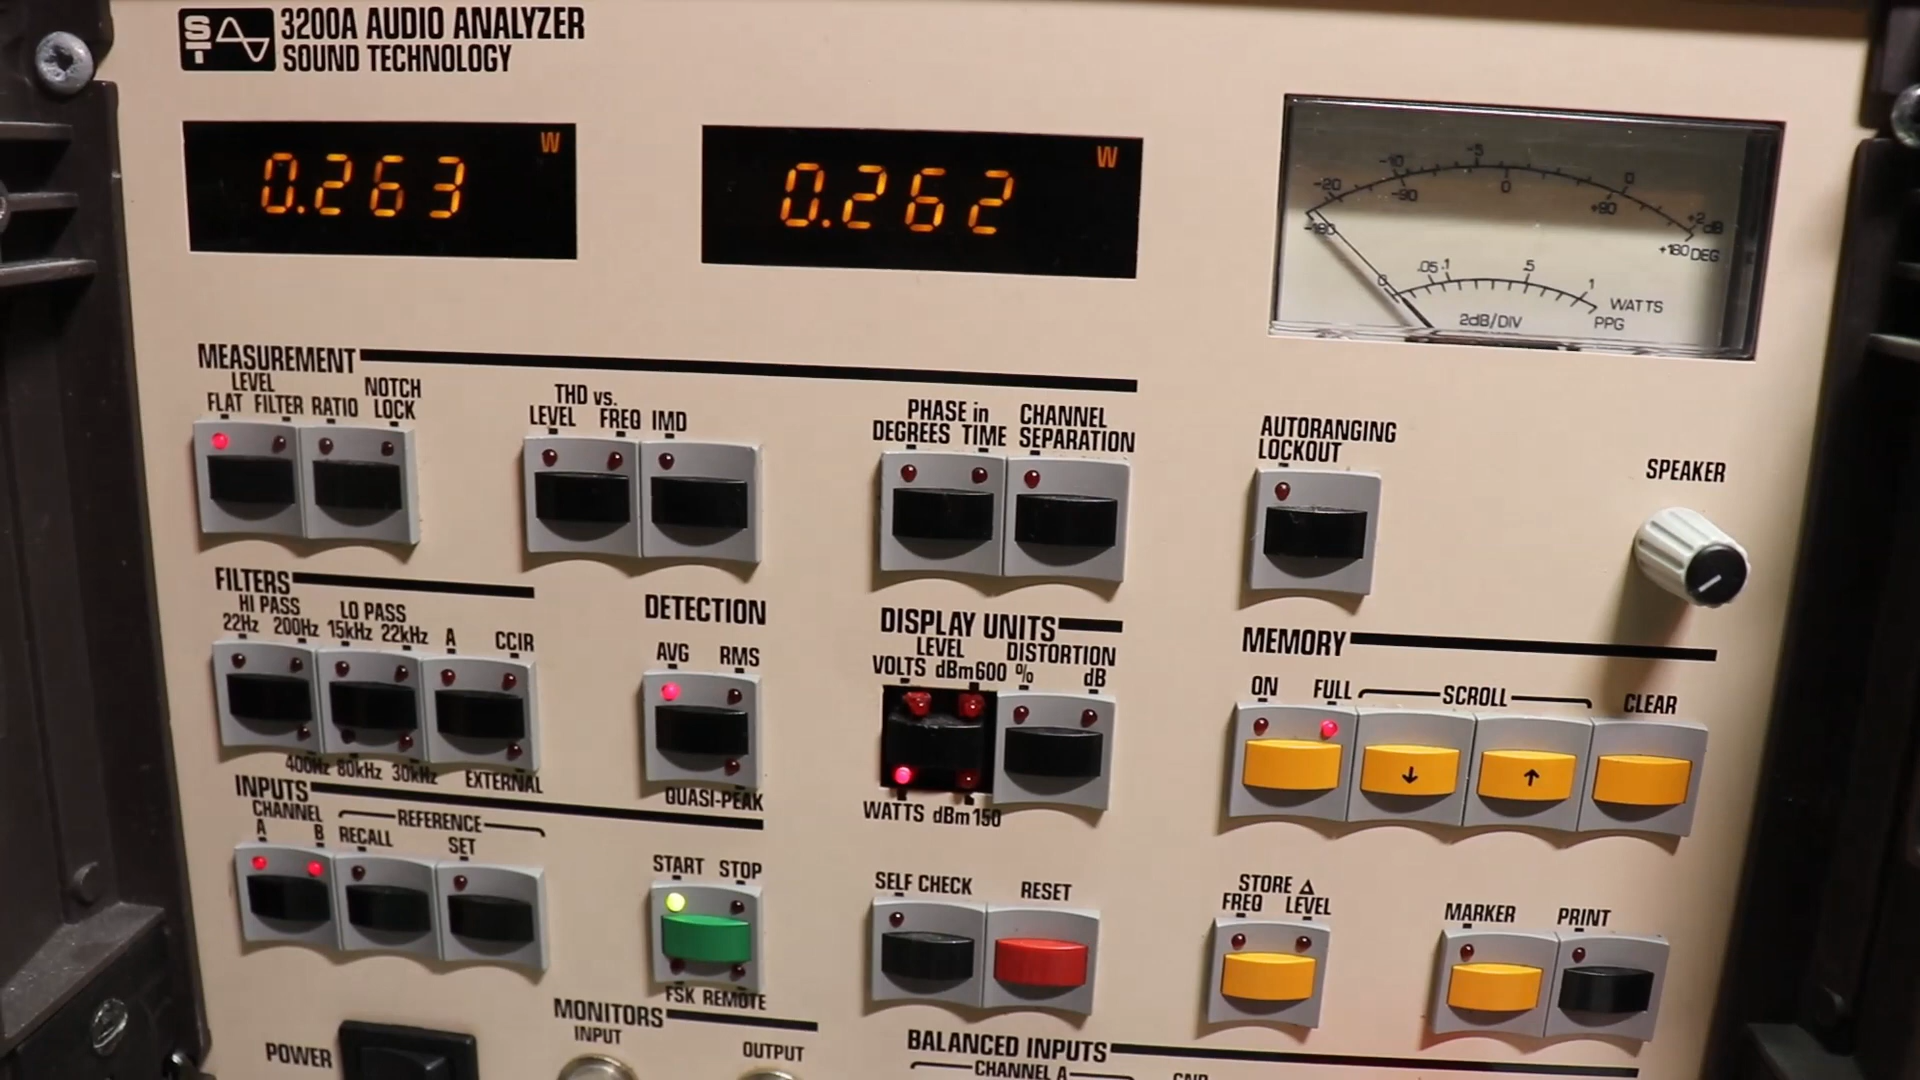 ST
3200A AUDIO ANALYZER
SOUND TECHNOLOGY
0.263 W
0.262 W
-20 -10 -5 0 +2dB
-180 -90 0 +90 +180 DEG
0 .05 .1 .5 1
WATTS
2dB/DIV PPG
MEASUREMENT
LEVEL
FLAT FILTER RATIO
NOTCH
LOCK
THD vs.
LEVEL FREQ IMD
PHASE in
DEGREES TIME
CHANNEL
SEPARATION
AUTORANGING
LOCKOUT
SPEAKER
FILTERS
HI PASS LO PASS
22Hz 200Hz 15kHz 22kHz A CCIR
400Hz 80kHz 30kHz EXTERNAL
DETECTION
AVG RMS
QUASI-PEAK
DISPLAY UNITS
LEVEL DISTORTION
VOLTS dBm600 % dB
WATTS dBm150
MEMORY
ON FULL SCROLL CLEAR
↓ ↑
INPUTS
CHANNEL REFERENCE
A B RECALL SET
START STOP
FSK REMOTE
SELF CHECK RESET
STORE Δ
FREQ LEVEL
MARKER PRINT
POWER
MONITORS
INPUT OUTPUT
BALANCED INPUTS
CHANNEL A GND